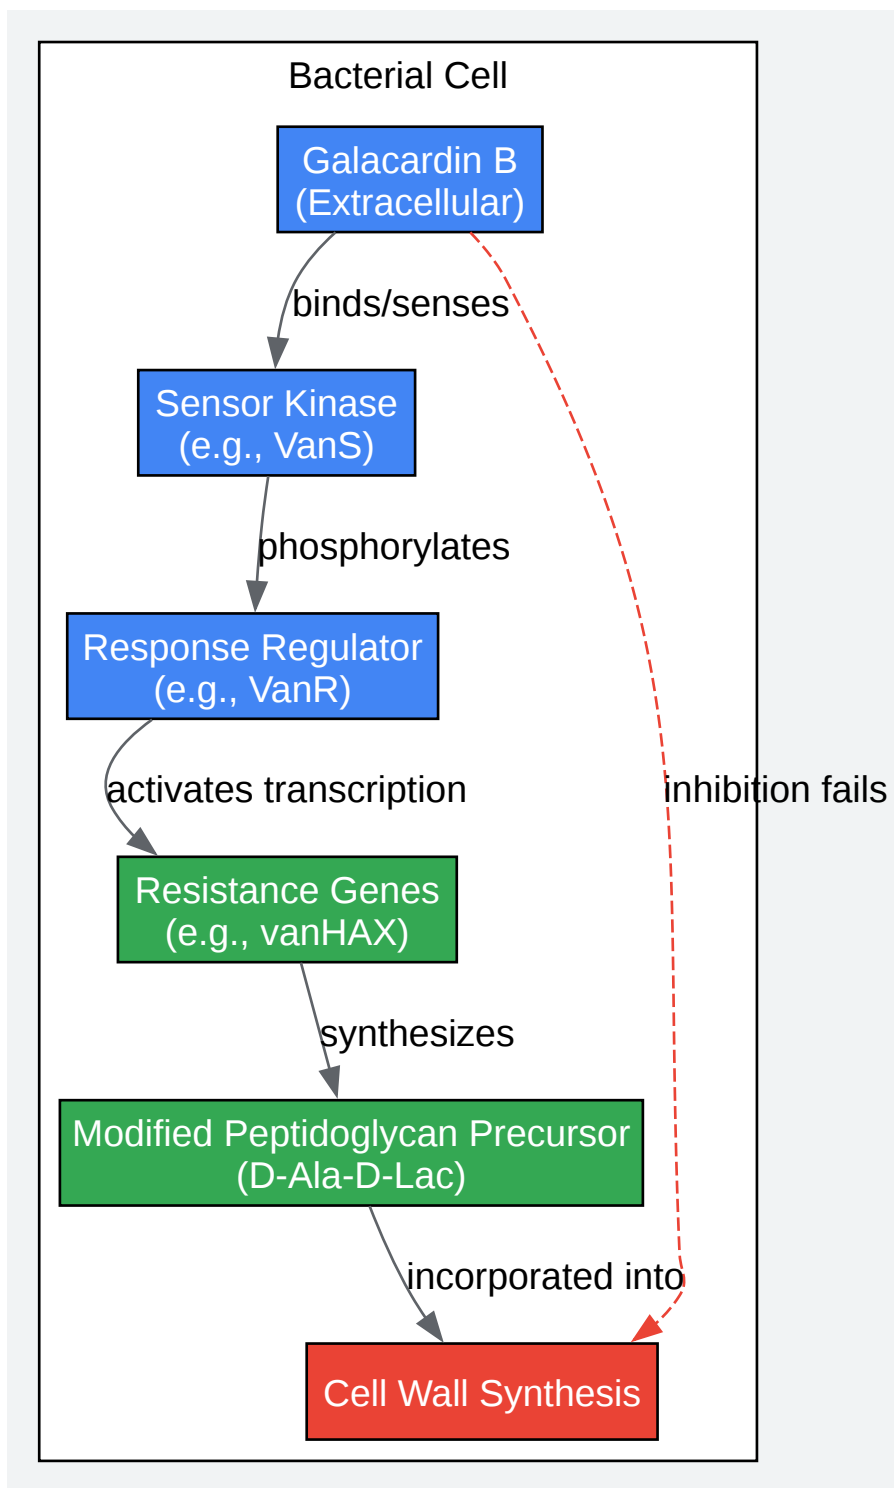 Bacterial Cell
Galacardin B
(Extracellular)
binds/senses
Sensor Kinase
(e.g., VanS)
phosphorylates
Response Regulator
(e.g., VanR)
activates transcription
inhibition fails
Resistance Genes
(e.g., vanHAX)
synthesizes
Modified Peptidoglycan Precursor
(D-Ala-D-Lac)
incorporated into
Cell Wall Synthesis